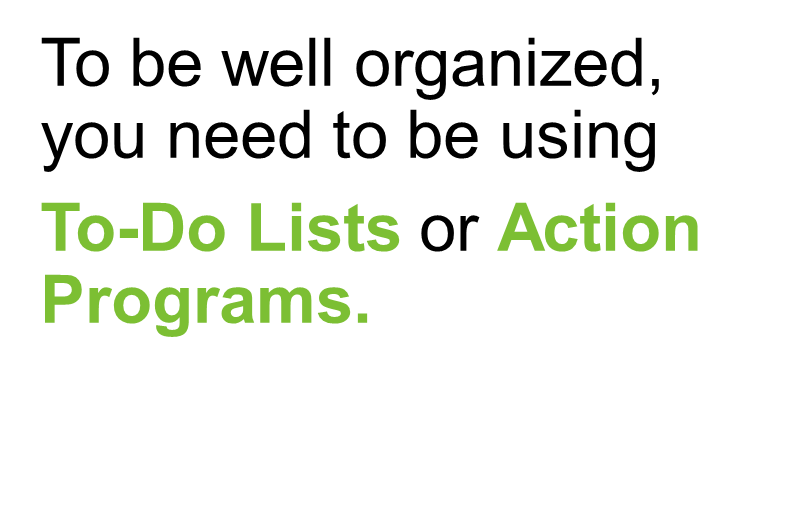 To be well organized,
you need to be using
To-Do Lists or Action
Programs.